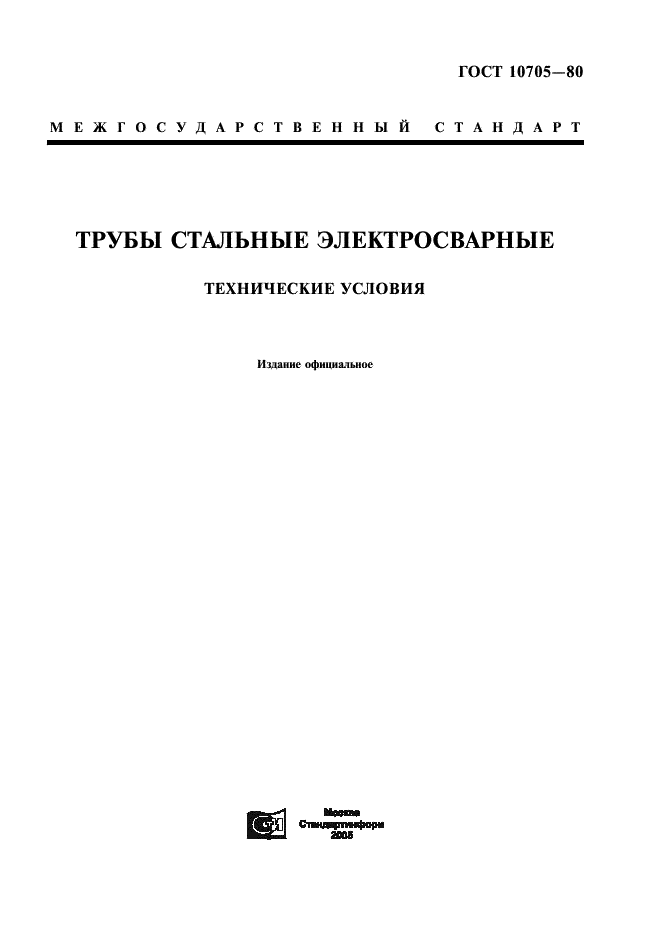 ГОСТ 10705—80
МЕЖГОСУДАРСТВЕННЫЙ СТАНДАРТ
ТРУБЫ СТАЛЬНЫЕ ЭЛЕКТРОСВАРНЫЕ
ТЕХНИЧЕСКИЕ УСЛОВИЯ
Издание официальное
Москва
Стандартинформ
2005